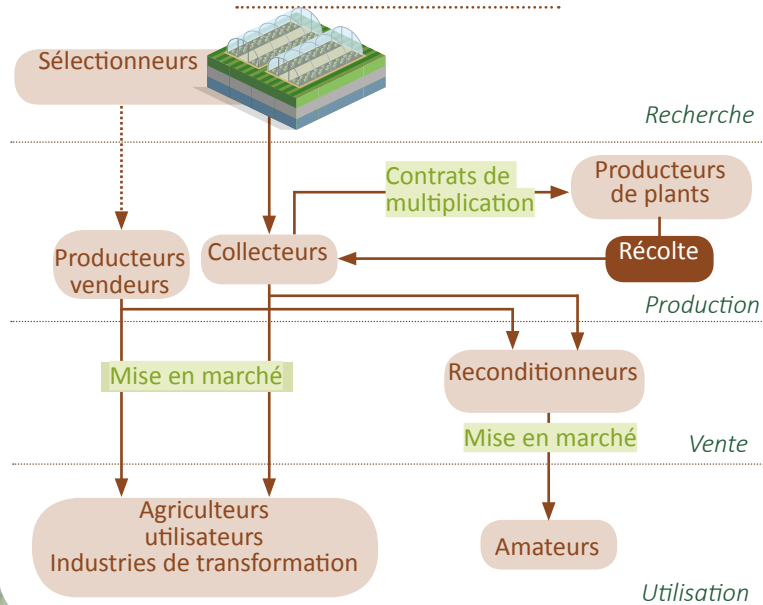 Sélectionneurs
Recherche
Contrats de
multiplication
Producteurs
de plants
Producteurs
vendeurs
Collecteurs
Récolte
Production
Mise en marché
Reconditionneurs
Mise en marché
Vente
Agriculteurs
utilisateurs
Industries de transformation
Amateurs
Utilisation